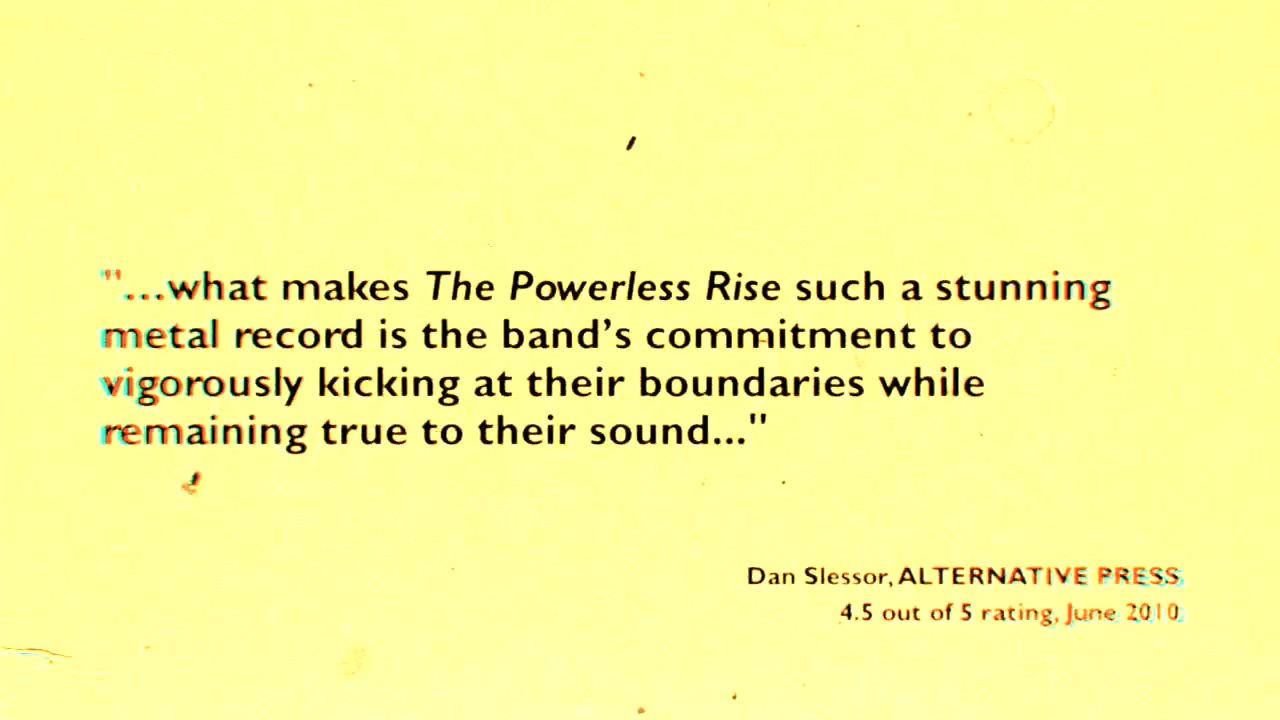 "...what makes The Powerless Rise such a stunning
metal record is the band's commitment to
vigorously kicking at their boundaries while
remaining true to their sound..."
Dan Slessor, ALTERNATIVE PRESS
4.5 out of 5 rating, June 2010